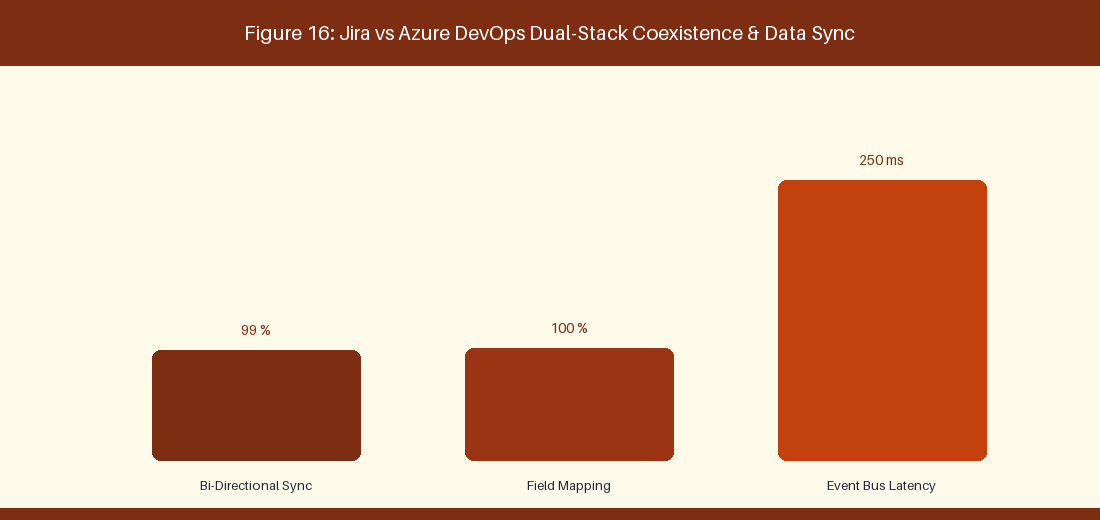 Figure 16: Jira vs Azure DevOps Dual-Stack Coexistence & Data Sync
250 ms
99 %
100 %
Bi-Directional Sync
Field Mapping
Event Bus Latency